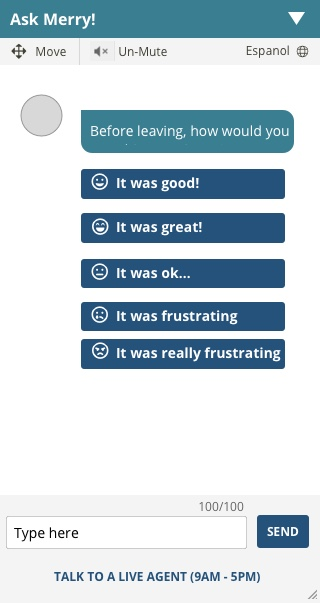 Ask Merry!
Move
Un-Mute
Espanol
Before leaving, how would you
It was good!
It was great!
It was ok...
It was frustrating
It was really frustrating
100/100
Type here
SEND
TALK TO A LIVE AGENT (9AM - 5PM)